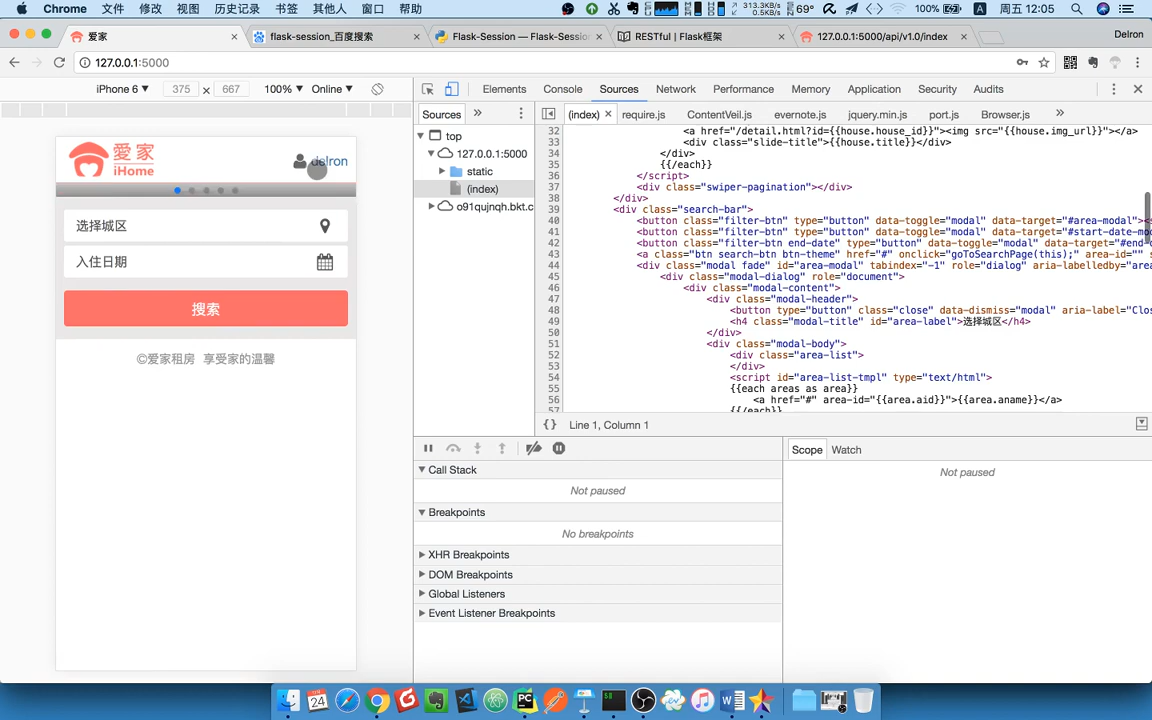 Chrome 文件 修改 视图 历史记录 书签 其他人 窗口 帮助 313.3KB/s 0.5KB/s 69° 100% 周五 12:05
爱家 flask-session_百度搜索 Flask-Session — Flask-Session RESTful | Flask框架 127.0.0.1:5000/api/v1.0/index Delron
127.0.0.1:5000
iPhone 6 ▼ 375 × 667 100% ▼ Online ▼ Elements Console Sources Network Performance Memory Application Security Audits
Sources » (index) × require.js ContentVeil.js evernote.js jquery.min.js port.js Browser.js »
top
127.0.0.1:5000
static
(index)
o91qujnqh.bkt.c
愛家
iHome
delron
选择城区
入住日期
搜索
©爱家租房 享受家的温馨
32 <a href="/detail.html?id={{house.house_id}}"><img src="{{house.img_url}}"></a>
33 <div class="slide-title">{{house.title}}</div>
34 </div>
35 {{/each}}
36 </script>
37 <div class="swiper-pagination"></div>
38 </div>
39 <div class="search-bar">
40 <button class="filter-btn" type="button" data-toggle="modal" data-target="#area-modal"><s
41 <button class="filter-btn" type="button" data-toggle="modal" data-target="#start-date-mo
42 <button class="filter-btn end-date" type="button" data-toggle="modal" data-target="#end-
43 <a class="btn search-btn btn-theme" href="#" onclick="goToSearchPage(this);" area-id="" s
44 <div class="modal fade" id="area-modal" tabindex="-1" role="dialog" aria-labelledby="area
45 <div class="modal-dialog" role="document">
46 <div class="modal-content">
47 <div class="modal-header">
48 <button type="button" class="close" data-dismiss="modal" aria-label="Clos
49 <h4 class="modal-title" id="area-label">选择城区</h4>
50 </div>
51 <div class="modal-body">
52 <div class="area-list">
53 </div>
54 <script id="area-list-tmpl" type="text/html">
55 {{each areas as area}}
56 <a href="#" area-id="{{area.aid}}">{{area.aname}}</a>
57 {{/each}}
{} Line 1, Column 1
Call Stack
Not paused
Breakpoints
No breakpoints
XHR Breakpoints
DOM Breakpoints
Global Listeners
Event Listener Breakpoints
Scope Watch
Not paused